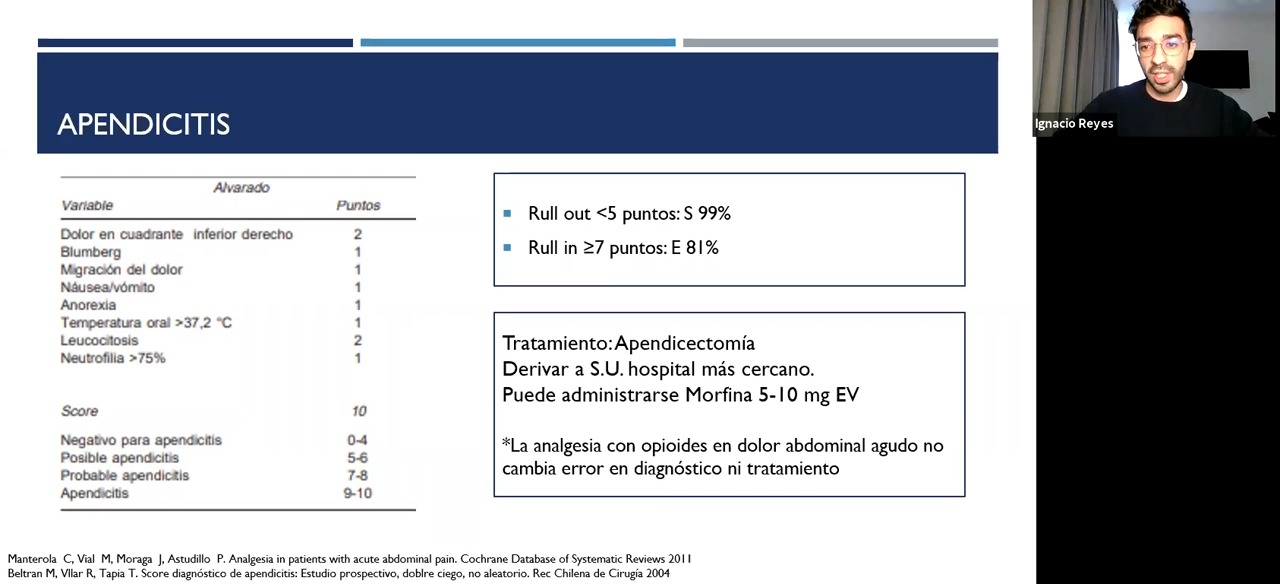 APENDICITIS
Alvarado
Variable Puntos
Dolor en cuadrante inferior derecho 2
Blumberg 1
Migración del dolor 1
Náusea/vómito 1
Anorexia 1
Temperatura oral >37,2 °C 1
Leucocitosis 2
Neutrofilia >75% 1
Score 10
Negativo para apendicitis 0-4
Posible apendicitis 5-6
Probable apendicitis 7-8
Apendicitis 9-10
Rull out <5 puntos: S 99%
Rull in ≥7 puntos: E 81%
Tratamiento: Apendicectomía
Derivar a S.U. hospital más cercano.
Puede administrarse Morfina 5-10 mg EV
*La analgesia con opioides en dolor abdominal agudo no
cambia error en diagnóstico ni tratamiento
Manterola C, Vial M, Moraga J, Astudillo P. Analgesia in patients with acute abdominal pain. Cochrane Database of Systematic Reviews 2011
Beltran M, VIlar R, Tapia T. Score diagnóstico de apendicitis: Estudio prospectivo, doblre ciego, no aleatorio. Rec Chilena de Cirugía 2004
Ignacio Reyes